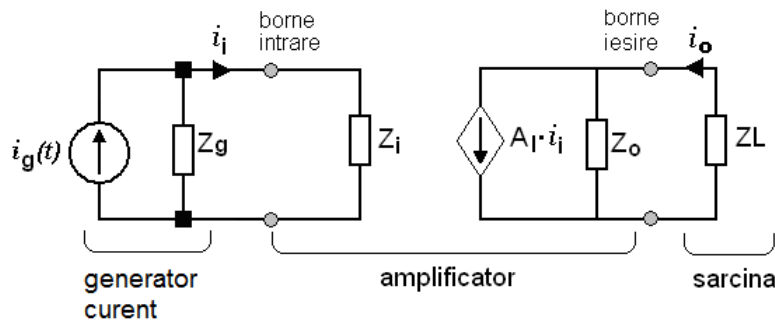 borne
intrare
borne
iesire
i_i
i_o
i_g(t)
Zg
Z_i
A_I·i_i
Z_o
ZL
generator
curent
amplificator
sarcina